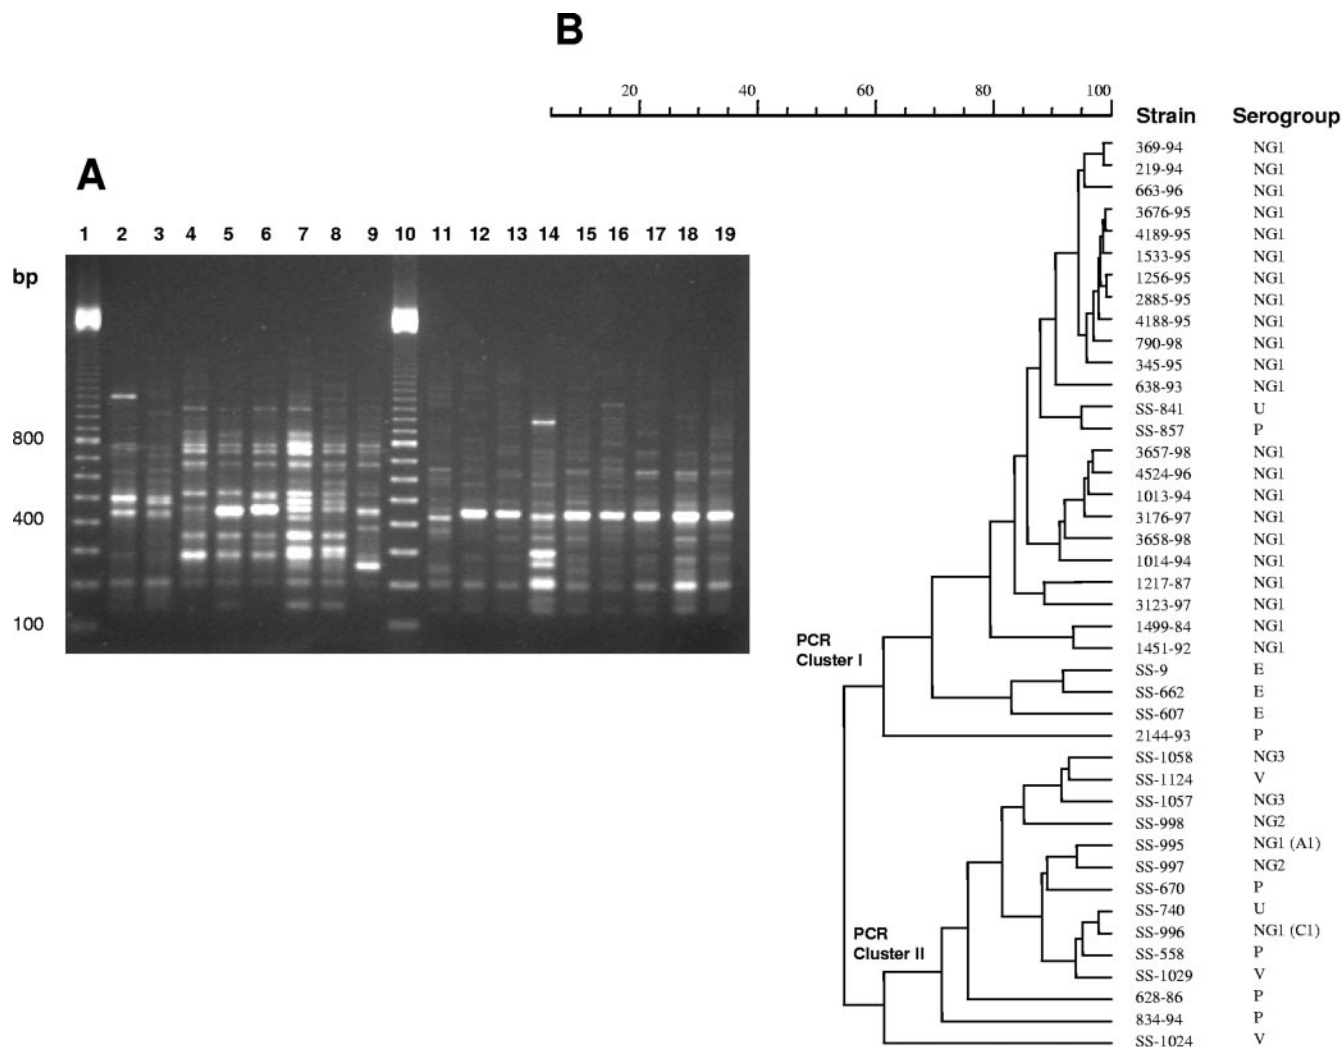 B
20 40 60 80 100
Strain Serogroup
369-94 NG1
219-94 NG1
663-96 NG1
3676-95 NG1
4189-95 NG1
1533-95 NG1
1256-95 NG1
2885-95 NG1
4188-95 NG1
790-98 NG1
345-95 NG1
638-93 NG1
SS-841 U
SS-857 P
3657-98 NG1
4524-96 NG1
1013-94 NG1
3176-97 NG1
3658-98 NG1
1014-94 NG1
1217-87 NG1
3123-97 NG1
1499-84 NG1
1451-92 NG1
SS-9 E
SS-662 E
SS-607 E
2144-93 P
SS-1058 NG3
SS-1124 V
SS-1057 NG3
SS-998 NG2
SS-995 NG1 (A1)
SS-997 NG2
SS-670 P
SS-740 U
SS-996 NG1 (C1)
SS-558 P
SS-1029 V
628-86 P
834-94 P
SS-1024 V
PCR
Cluster I
PCR
Cluster II
A
1 2 3 4 5 6 7 8 9 10 11 12 13 14 15 16 17 18 19
bp
800
400
100